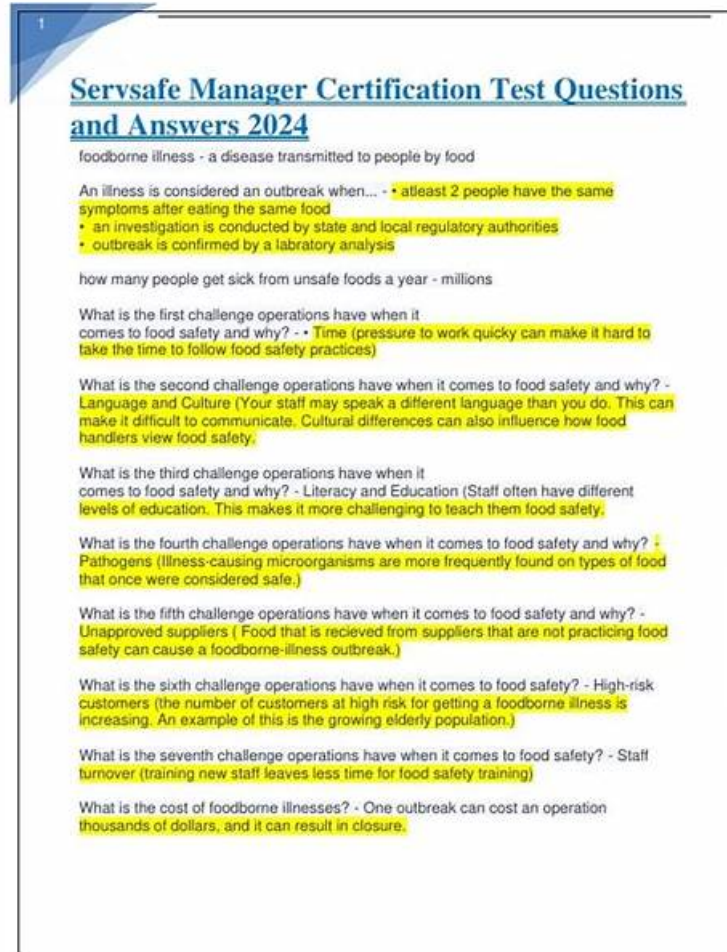 1
Servsafe Manager Certification Test Questions
and Answers 2024
foodborne illness - a disease transmitted to people by food
An illness is considered an outbreak when... - • atleast 2 people have the same
symptoms after eating the same food
• an investigation is conducted by state and local regulatory authorities
• outbreak is confirmed by a labratory analysis
how many people get sick from unsafe foods a year - millions
What is the first challenge operations have when it
comes to food safety and why? - • Time (pressure to work quicky can make it hard to
take the time to follow food safety practices)
What is the second challenge operations have when it comes to food safety and why? -
Language and Culture (Your staff may speak a different language than you do. This can
make it difficult to communicate. Cultural differences can also influence how food
handlers view food safety.
What is the third challenge operations have when it
comes to food safety and why? - Literacy and Education (Staff often have different
levels of education. This makes it more challenging to teach them food safety.
What is the fourth challenge operations have when it comes to food safety and why? -
Pathogens (Illness-causing microorganisms are more frequently found on types of food
that once were considered safe.)
What is the fifth challenge operations have when it comes to food safety and why? -
Unapproved suppliers ( Food that is recieved from suppliers that are not practicing food
safety can cause a foodborne-illness outbreak.)
What is the sixth challenge operations have when it comes to food safety? - High-risk
customers (the number of customers at high risk for getting a foodborne illness is
increasing. An example of this is the growing elderly population.)
What is the seventh challenge operations have when it comes to food safety? - Staff
turnover (training new staff leaves less time for food safety training)
What is the cost of foodborne illnesses? - One outbreak can cost an operation
thousands of dollars, and it can result in closure.